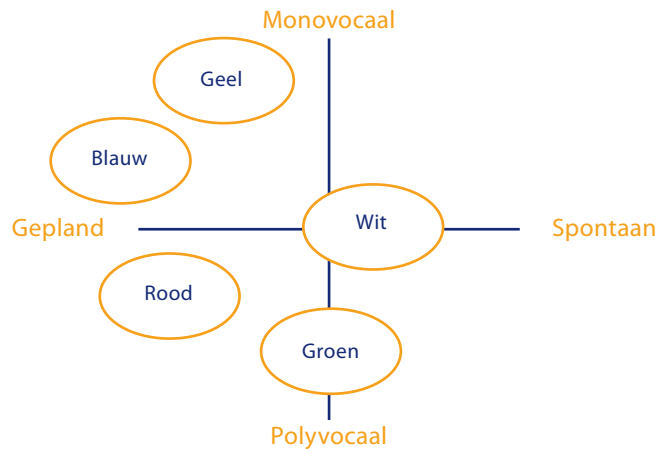 Monovocaal
Geel
Blauw
Gepland
Wit
Spontaan
Rood
Groen
Polyvocaal